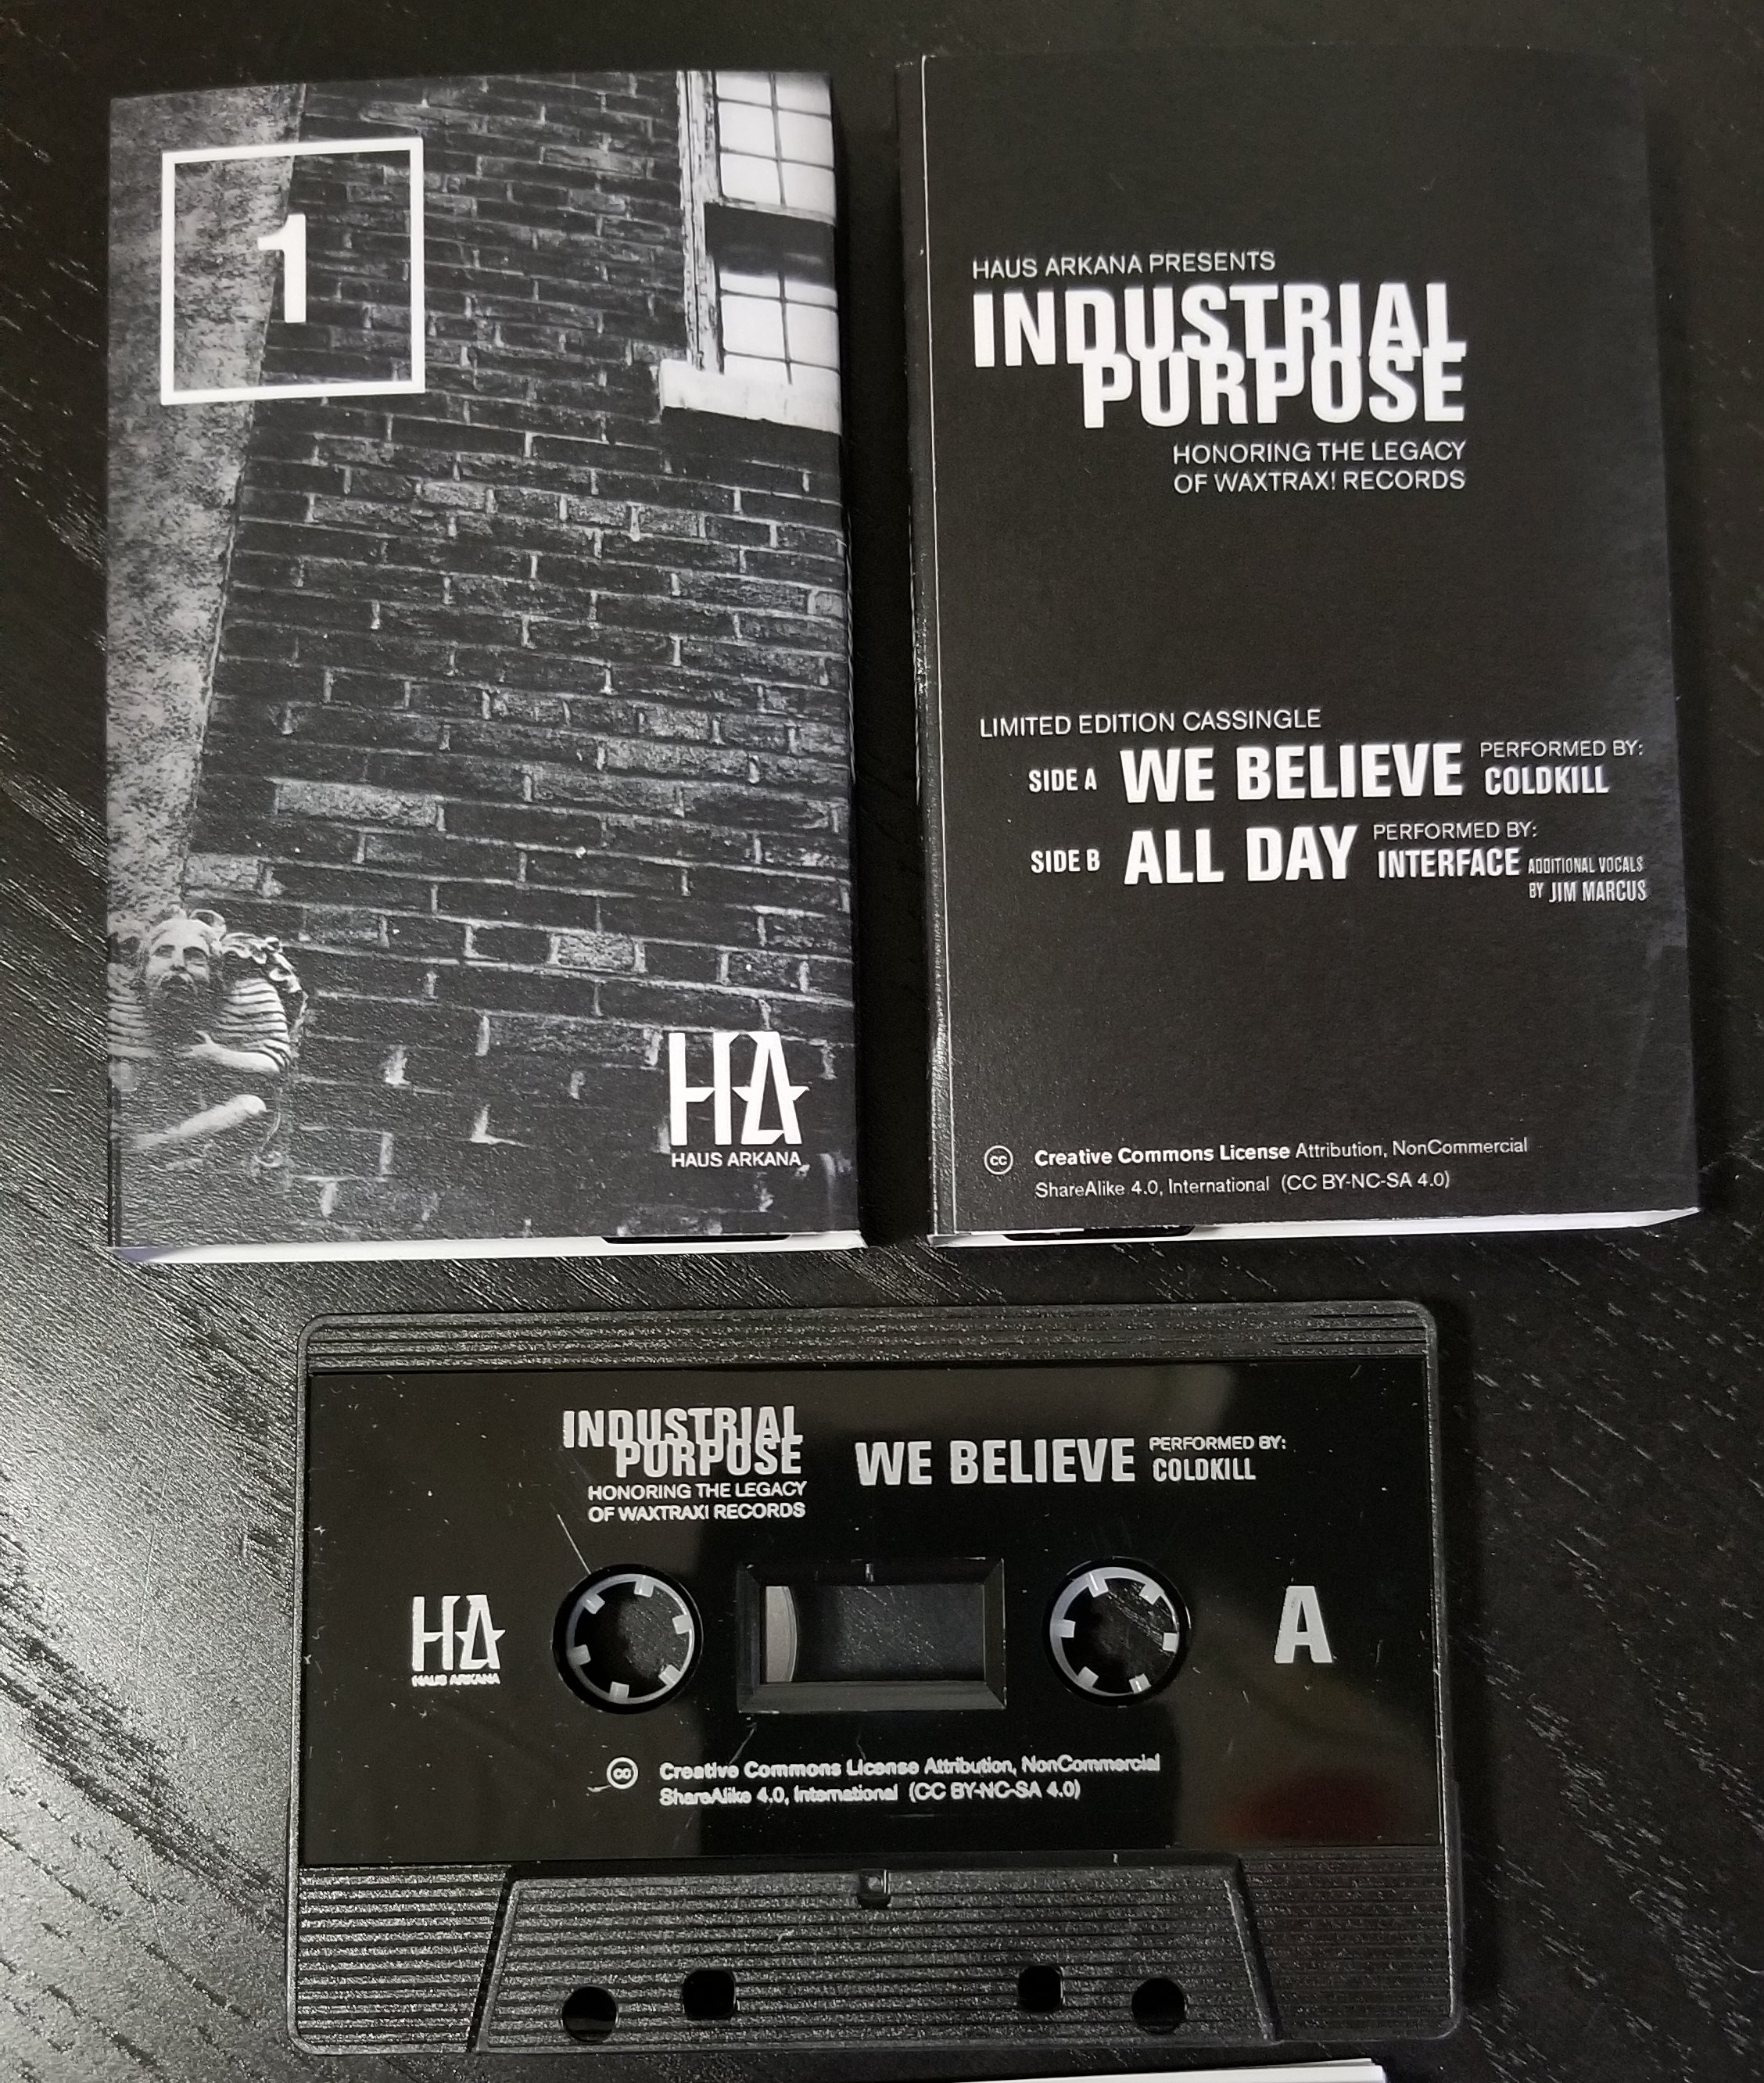 1
HA
HAUS ARKANA
HAUS ARKANA PRESENTS
INDUSTRIAL
PURPOSE
HONORING THE LEGACY
OF WAXTRAX! RECORDS
LIMITED EDITION CASSINGLE
SIDE A WE BELIEVE PERFORMED BY:
COLDKILL
SIDE B ALL DAY PERFORMED BY:
INTERFACE ADDITIONAL VOCALS
BY JIM MARCUS
cc Creative Commons License Attribution, NonCommercial
ShareAlike 4.0, International (CC BY-NC-SA 4.0)
INDUSTRIAL
PURPOSE
HONORING THE LEGACY
OF WAXTRAX! RECORDS
WE BELIEVE PERFORMED BY:
COLDKILL
HA
HAUS ARKANA
A
cc Creative Commons License Attribution, NonCommercial
ShareAlike 4.0, International (CC BY-NC-SA 4.0)